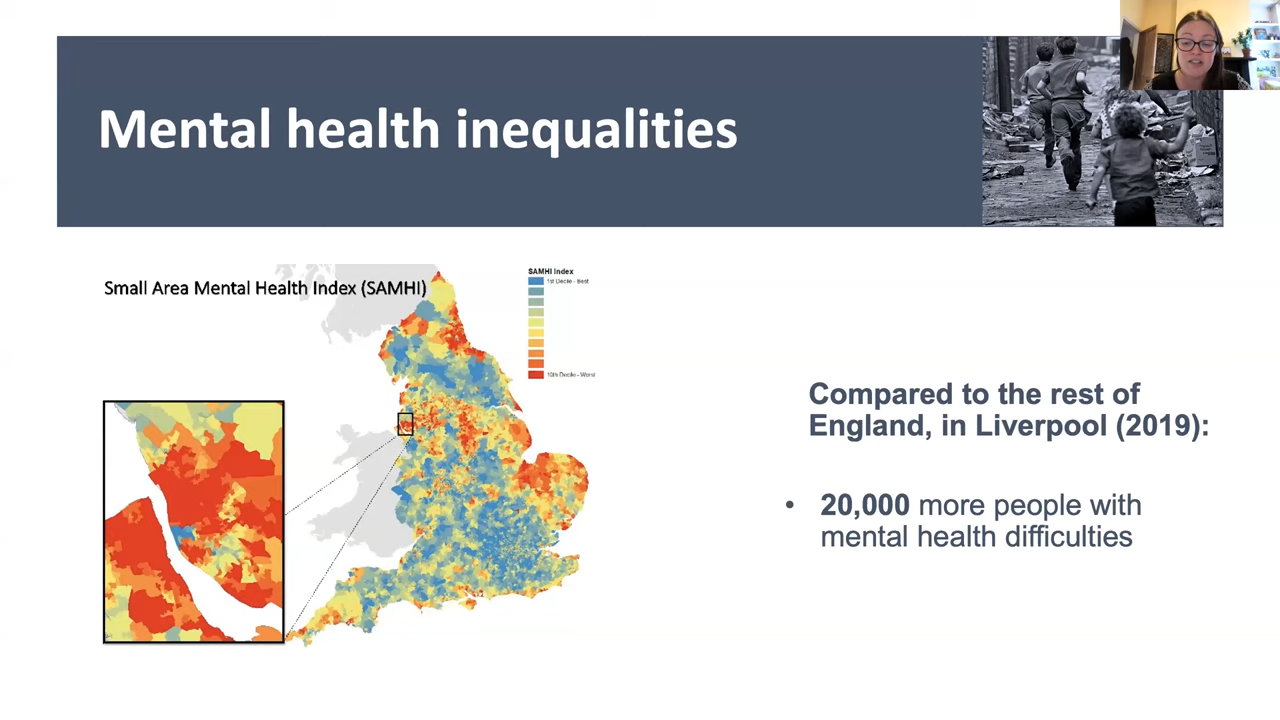 Mental health inequalities
Small Area Mental Health Index (SAMHI)
SAMHI Index
1st Decile - Best
10th Decile - Worst
Compared to the rest of
England, in Liverpool (2019):
• 20,000 more people with
mental health difficulties